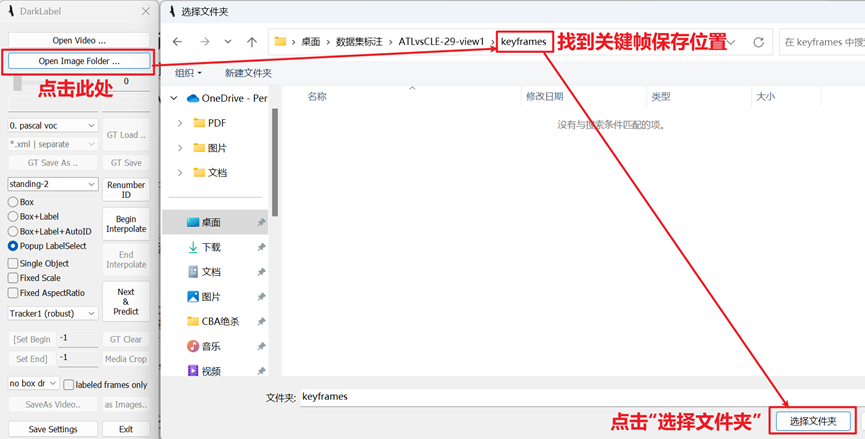 DarkLabel
Open Video ...
Open Image Folder ...
点击此处
0
0. pascal voc
*.xml | separate
GT Load ..
GT Save As ..
GT Save
standing-2
Renumber ID
Box
Box+Label
Box+Label+AutoID
Popup LabelSelect
Begin Interpolate
Single Object
Fixed Scale
Fixed AspectRatio
End Interpolate
Next & Predict
Tracker1 (robust)
[Set Begin
-1
GT Clear
Set End]
-1
Media Crop
no box dr
labeled frames only
SaveAs Video..
as Images..
Save Settings
Exit
选择文件夹
桌面 › 数据集标注 › ATLvsCLE-29-view1 › keyframes
找到关键帧保存位置
在 keyframes 中搜
组织
新建文件夹
OneDrive - Per
PDF
图片
文档
桌面
下载
文档
图片
CBA绝杀
音乐
视频
名称
修改日期
类型
大小
没有与搜索条件匹配的项。
文件夹:
keyframes
点击“选择文件夹”
选择文件夹